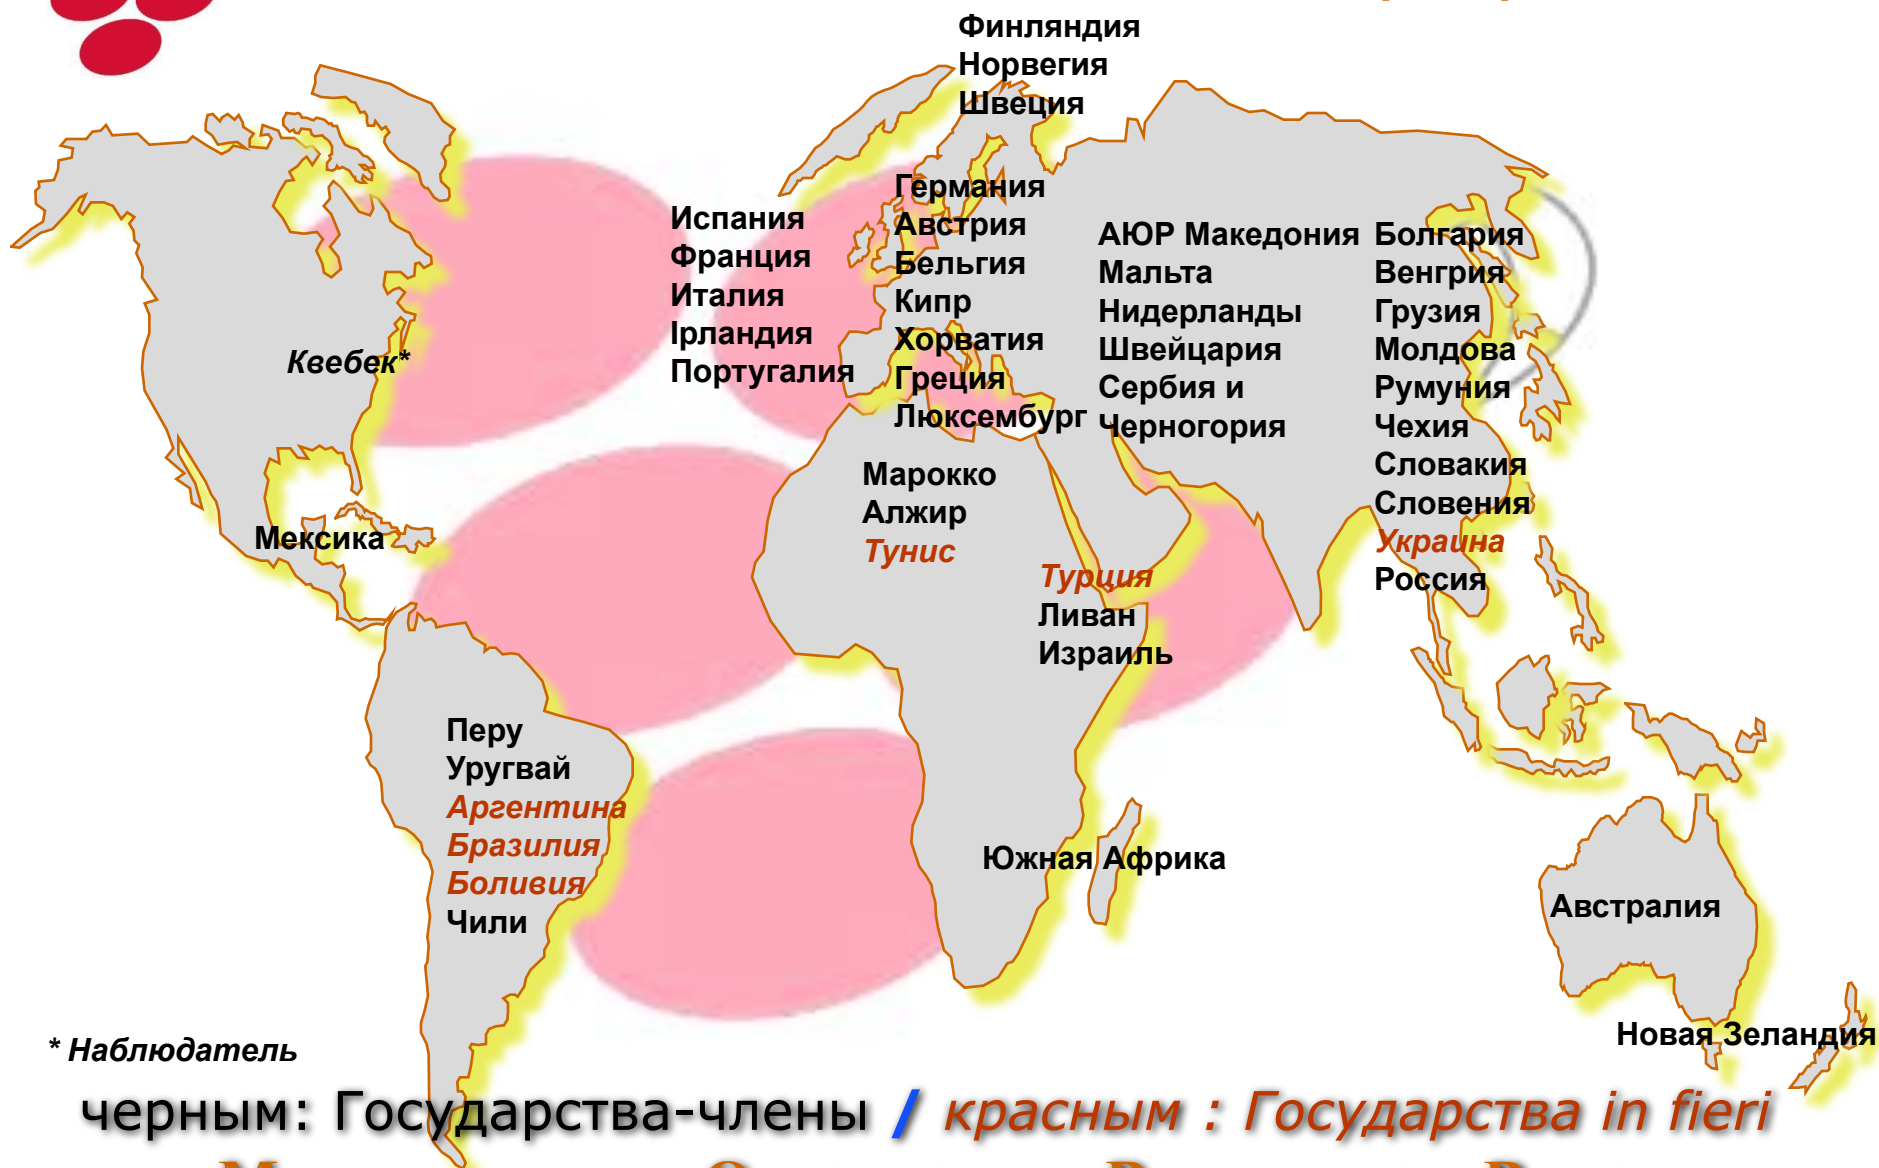 Финляндия
Норвегия
Швеция
Испания
Франция
Италия
Iрландия
Португалия
Германия
Австрия
Бельгия
Кипр
Хорватия
Греция
Люксембург
АЮР Македония
Мальта
Нидерланды
Швейцария
Сербия и
Черногория
Болгария
Венгрия
Грузия
Молдова
Румуния
Чехия
Словакия
Словения
Украина
Россия
Квебек*
Мексика
Марокко
Алжир
Тунис
Турция
Ливан
Израиль
Перу
Уругвай
Аргентина
Бразилия
Боливия
Чили
Южная Африка
Австралия
Новая Зеландия
* Наблюдатель
черным: Государства-члены / красным : Государства in fieri